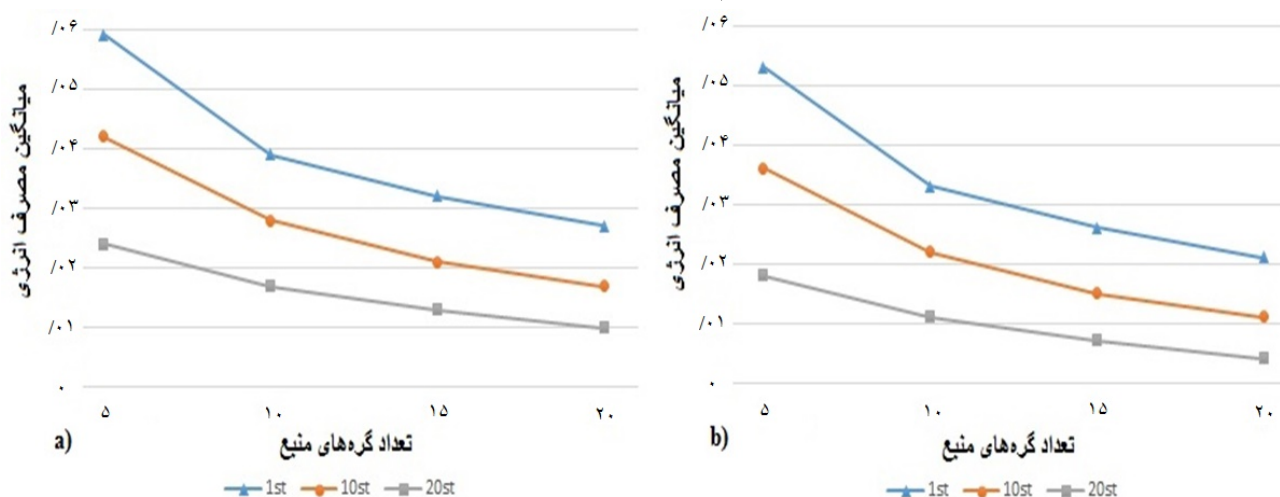 /۰۶
/۰۵
/۰۴
/۰۳
/۰۲
/۰۱
۰
میانگین مصرف انرژی
۵ ۱۰ ۱۵ ۲۰
a)
تعداد گره‌های منبع
1st 10st 20st
/۰۶
/۰۵
/۰۴
/۰۳
/۰۲
/۰۱
۰
میانگین مصرف انرژی
۵ ۱۰ ۱۵ ۲۰
b)
تعداد گره‌های منبع
1st 10st 20st